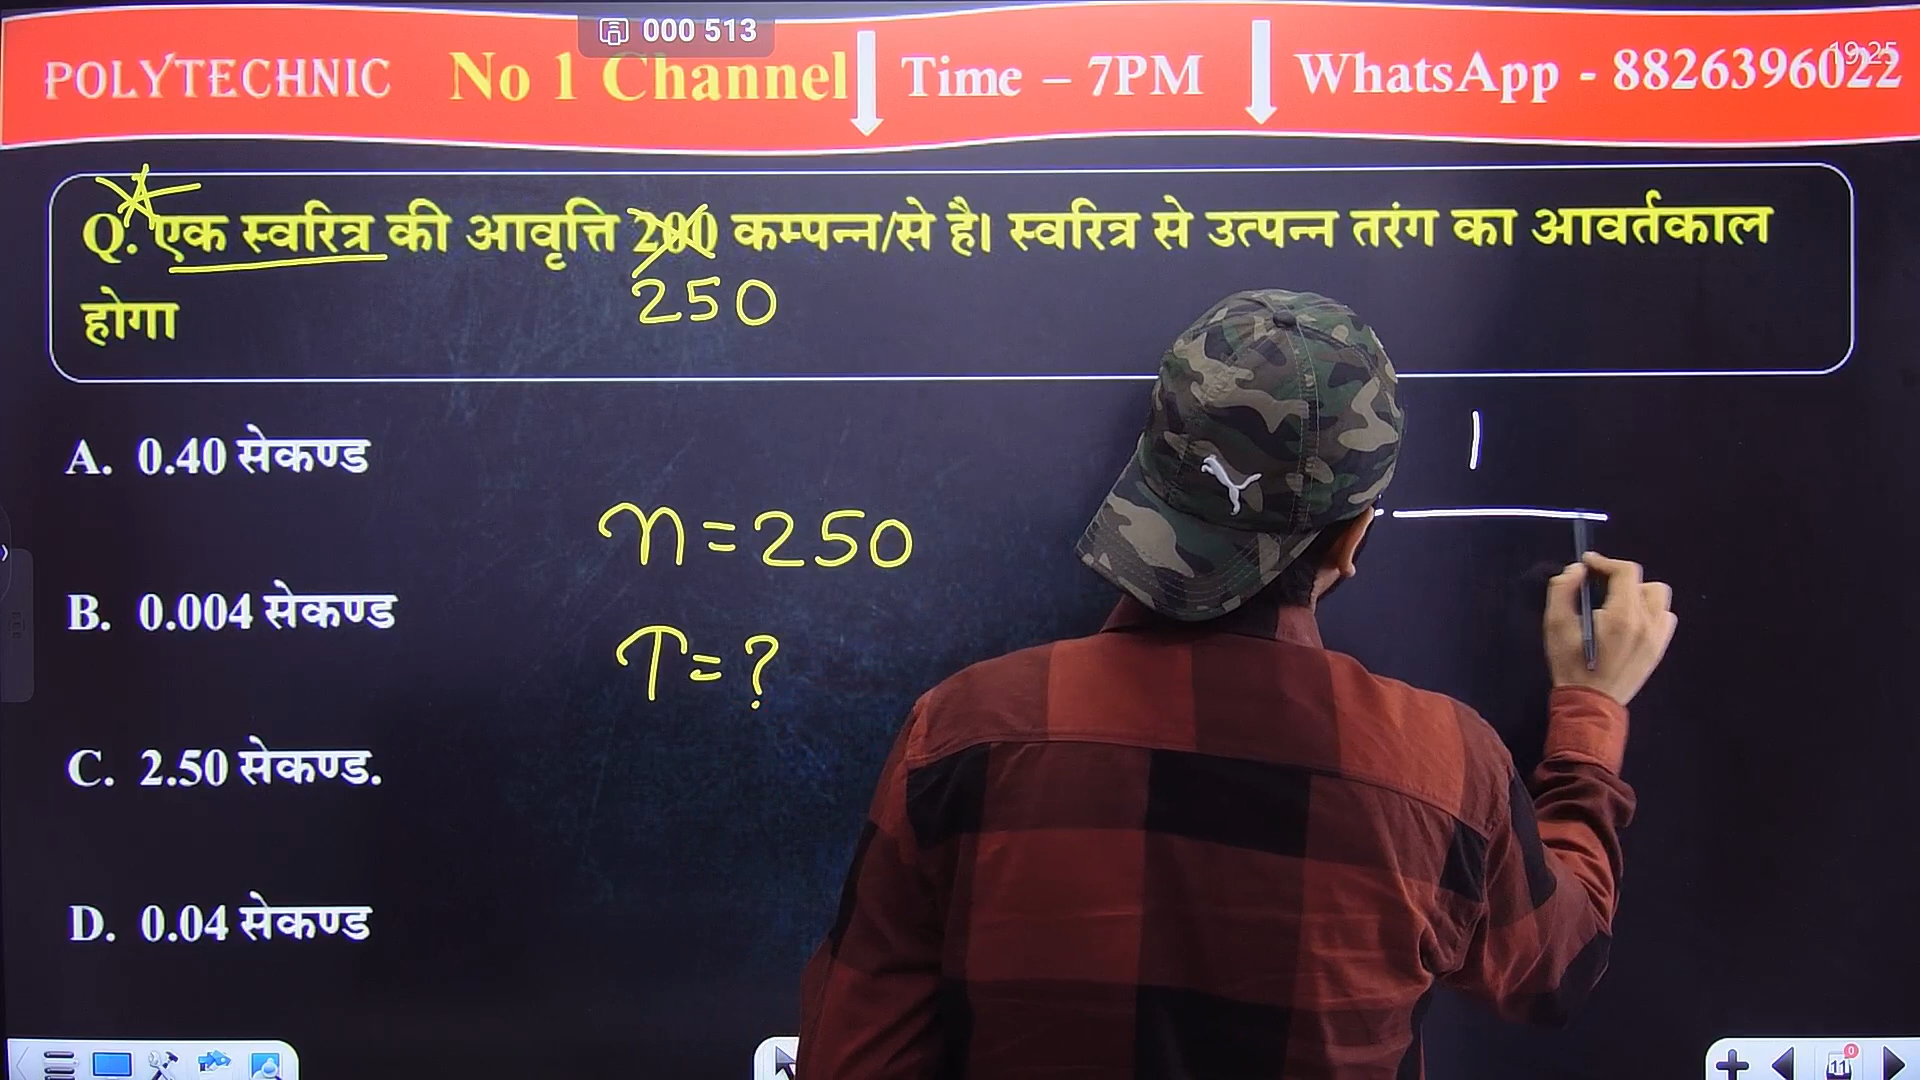 000 513
POLYTECHNIC No 1 Channel Time – 7PM WhatsApp - 8826396022
19:25
Q. एक स्वरित्र की आवृत्ति 200 कम्पन्न/से है। स्वरित्र से उत्पन्न तरंग का आवर्तकाल
250
होगा
A. 0.40 सेकण्ड
B. 0.004 सेकण्ड
C. 2.50 सेकण्ड.
D. 0.04 सेकण्ड
n=250
T=?
1
11
0